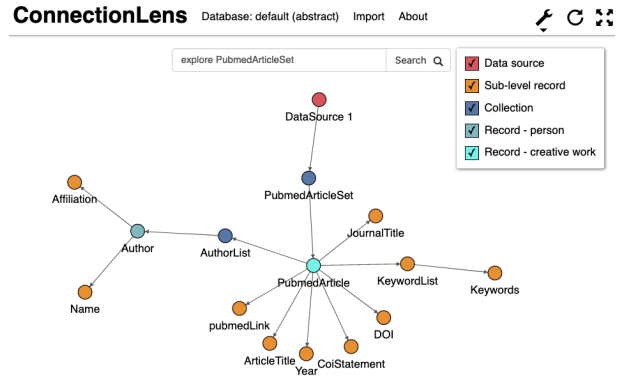 ConnectionLens Database: default (abstract) Import About
explore PubmedArticleSet Search
Data source
Sub-level record
Collection
Record - person
Record - creative work
DataSource 1
PubmedArticleSet
Affiliation
JournalTitle
Author
AuthorList
PubmedArticle
KeywordList
Keywords
Name
pubmedLink
DOI
ArticleTitle
Year
CoiStatement